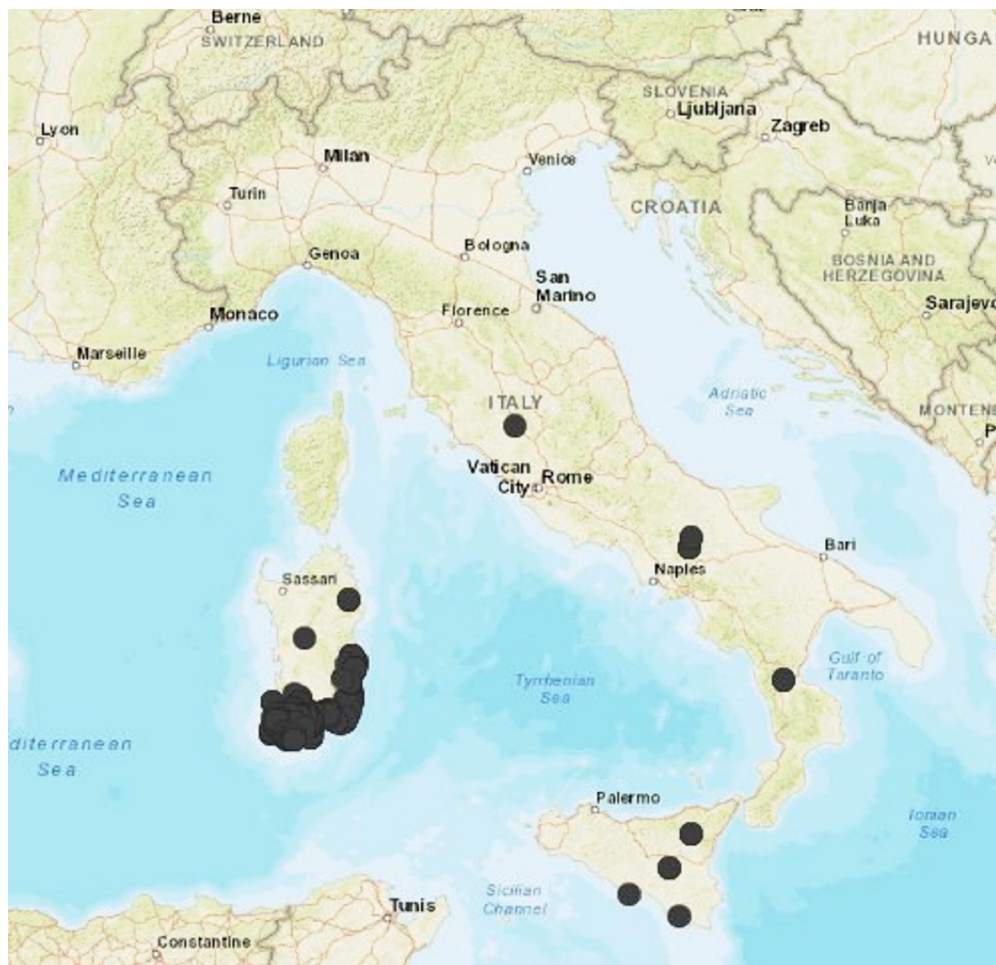 Berne
SWITZERLAND
HUNGA
SLOVENIA
Ljubljana
Lyon
Zagreb
Milan
Venice
Turin
CROATIA
Banja
Luka
Genoa
Bologna
BOSNIA AND
HERZEGOVINA
San
Marino
Sarajevo
Monaco
Florence
Marseille
Ligurian Sea
Adriatic
Sea
ITALY
MONTEN
P
Vatican
City
Rome
Mediterranean
Sea
Bari
Naples
Sassari
Gulf of
Taranto
Tyrrhenian
Sea
diterranean
Sea
Palermo
Ionian
Sea
Sicilian
Channel
Tunis
Constantine